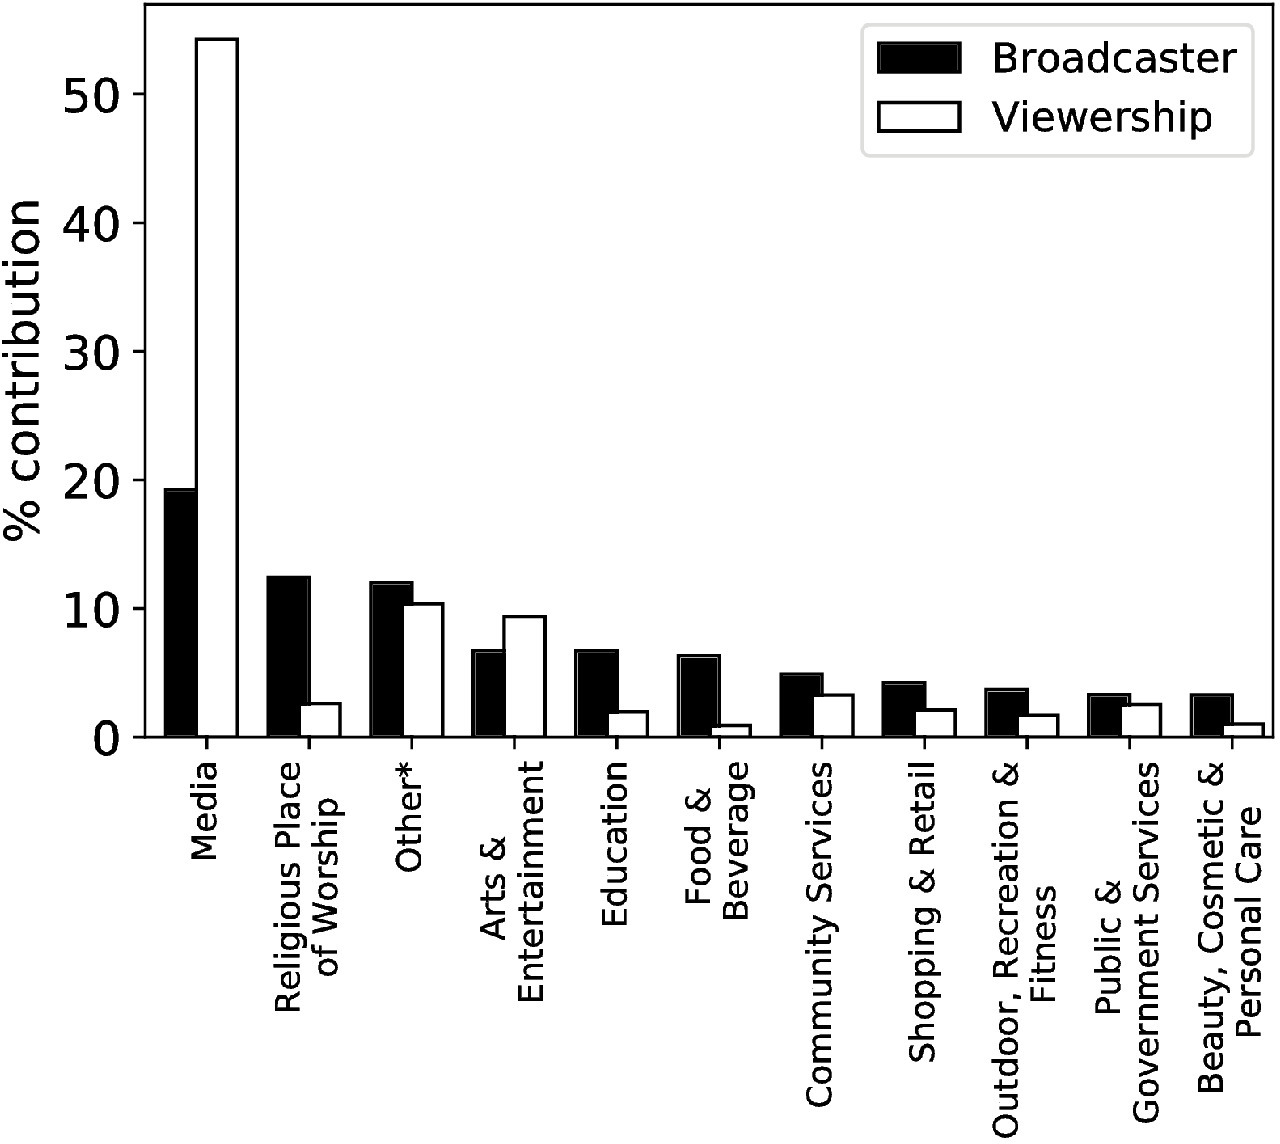 Broadcaster
Viewership
% contribution
50
40
30
20
10
0
Media
Religious Place
of Worship
Other*
Arts &
Entertainment
Education
Food &
Beverage
Community Services
Shopping & Retail
Outdoor, Recreation &
Fitness
Public &
Government Services
Beauty, Cosmetic &
Personal Care